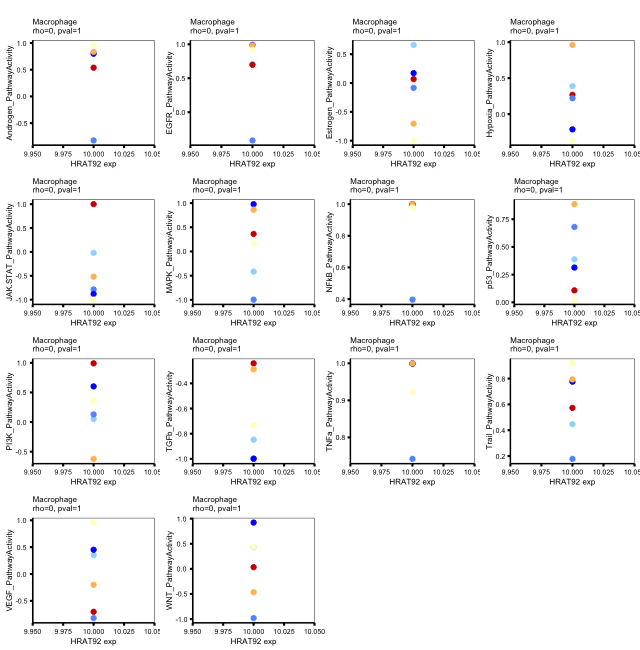 Macrophage
rho=0, pval=1
Androgen_PathwayActivity
1.0
0.5
0.0
-0.5
9.950 9.975 10.000 10.025 10.05
HRAT92 exp
Macrophage
rho=0, pval=1
EGFR_PathwayActivity
1.0
0.5
0.0
9.950 9.975 10.000 10.025 10.05
HRAT92 exp
Macrophage
rho=0, pval=1
Estrogen_PathwayActivity
0.5
0.0
-0.5
-1.0
9.950 9.975 10.000 10.025 10.05
HRAT92 exp
Macrophage
rho=0, pval=1
Hypoxia_PathwayActivity
1.0
0.5
0.0
9.950 9.975 10.000 10.025 10.05
HRAT92 exp
Macrophage
rho=0, pval=1
JAK.STAT_PathwayActivity
1.0
0.5
0.0
-0.5
-1.0
9.950 9.975 10.000 10.025 10.05
HRAT92 exp
Macrophage
rho=0, pval=1
MAPK_PathwayActivity
1.0
0.5
0.0
-0.5
-1.0
9.950 9.975 10.000 10.025 10.05
HRAT92 exp
Macrophage
rho=0, pval=1
NFkB_PathwayActivity
1.0
0.8
0.6
0.4
9.950 9.975 10.000 10.025 10.05
HRAT92 exp
Macrophage
rho=0, pval=1
p53_PathwayActivity
0.75
0.50
0.25
0.00
9.950 9.975 10.000 10.025 10.05
HRAT92 exp
Macrophage
rho=0, pval=1
PI3K_PathwayActivity
1.0
0.5
0.0
-0.5
9.950 9.975 10.000 10.025 10.05
HRAT92 exp
Macrophage
rho=0, pval=1
TGFb_PathwayActivity
-0.4
-0.6
-0.8
-1.0
9.950 9.975 10.000 10.025 10.05
HRAT92 exp
Macrophage
rho=0, pval=1
TNFa_PathwayActivity
1.0
0.9
0.8
9.950 9.975 10.000 10.025 10.05
HRAT92 exp
Macrophage
rho=0, pval=1
Trail_PathwayActivity
0.8
0.6
0.4
0.2
9.950 9.975 10.000 10.025 10.05
HRAT92 exp
Macrophage
rho=0, pval=1
VEGF_PathwayActivity
1.0
0.5
0.0
-0.5
9.950 9.975 10.000 10.025 10.05
HRAT92 exp
Macrophage
rho=0, pval=1
WNT_PathwayActivity
1.0
0.5
0.0
-0.5
-1.0
9.950 9.975 10.000 10.025 10.050
HRAT92 exp